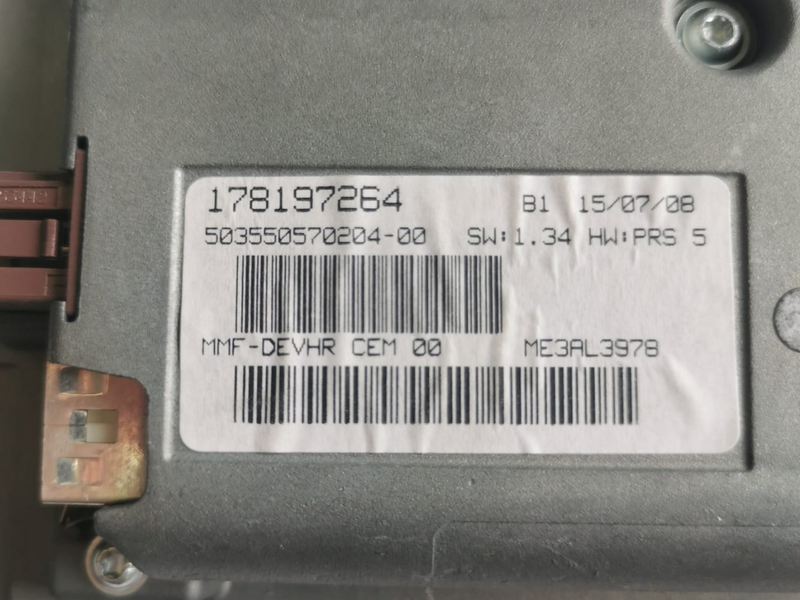 178197264 B1 15/07/08
503550570204-00 SW:1.34 HW:PRS 5
MMF-DEVHR CEM 00 ME3AL3978